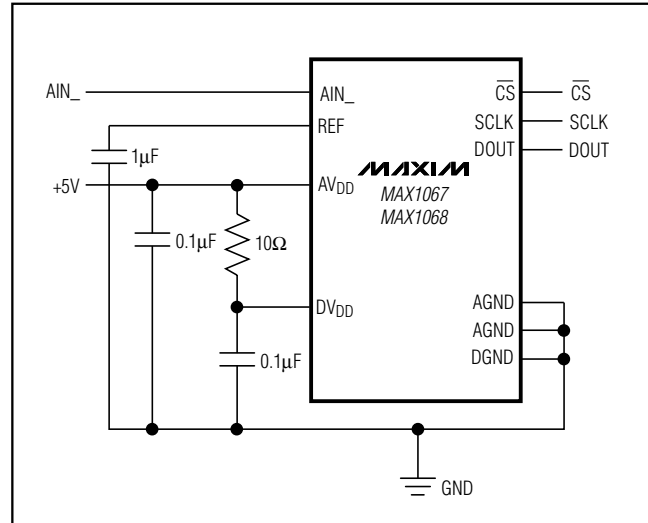 AIN_
AIN_
CS
CS
REF
SCLK
SCLK
1µF
DOUT
DOUT
MAXIM
+5V
AVDD
MAX1067
MAX1068
0.1µF
10Ω
DVDD
AGND
AGND
DGND
0.1µF
GND